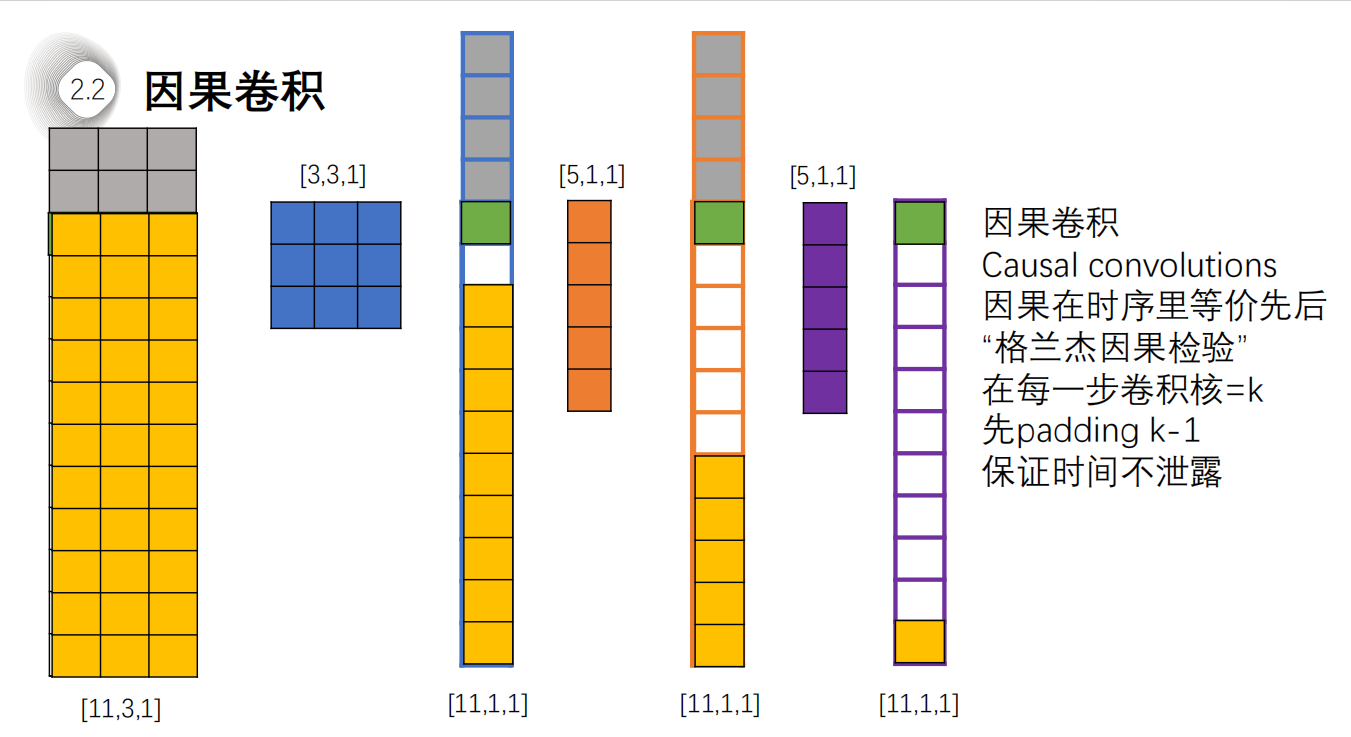 2.2
因果卷积
[3,3,1]
[5,1,1]
[5,1,1]
因果卷积
Causal convolutions
因果在时序里等价先后
“格兰杰因果检验”
在每一步卷积核=k
先padding k-1
保证时间不泄露
[11,3,1]
[11,1,1]
[11,1,1]
[11,1,1]